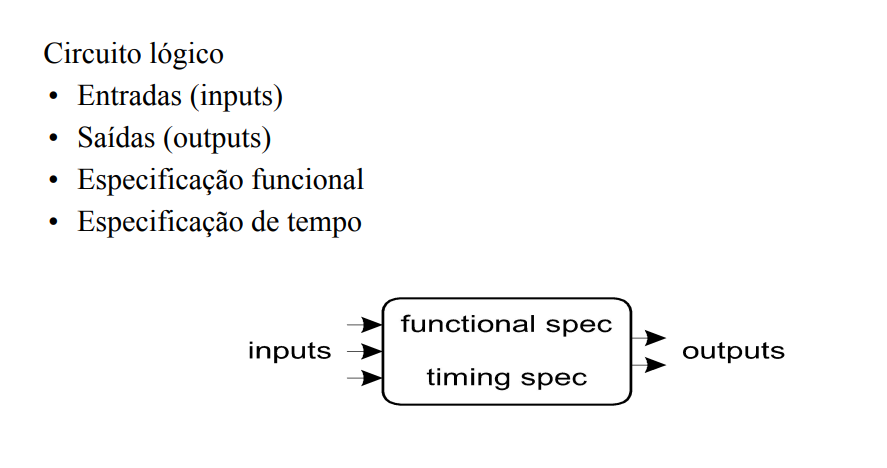 Circuito lógico
• Entradas (inputs)
• Saídas (outputs)
• Especificação funcional
• Especificação de tempo
functional spec
inputs
outputs
timing spec